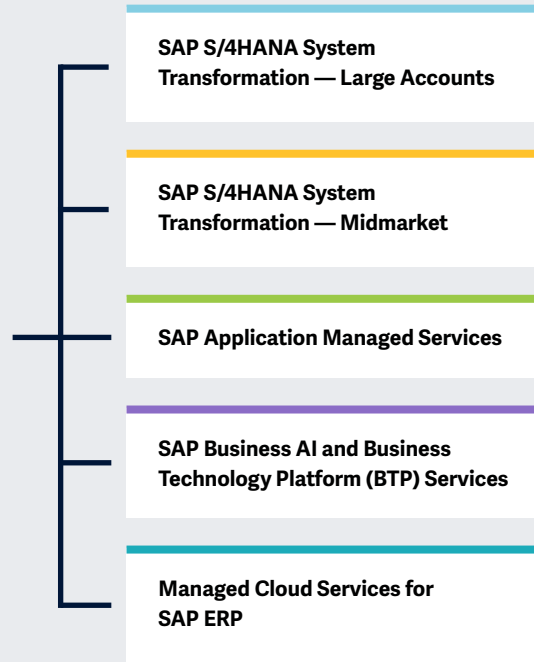 SAP S/4HANA System
Transformation — Large Accounts
SAP S/4HANA System
Transformation — Midmarket
SAP Application Managed Services
SAP Business AI and Business
Technology Platform (BTP) Services
Managed Cloud Services for
SAP ERP